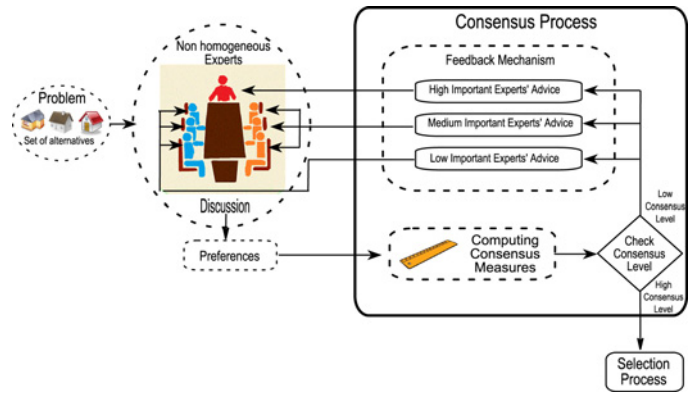 Consensus Process
Non homogeneous
Experts
Feedback Mechanism
High Important Experts' Advice
Problem
Medium Important Experts' Advice
Set of alternatives
Low Important Experts' Advice
Discussion
Low
Consensus
Level
Preferences
Computing
Consensus
Measures
Check
Consensus
Level
High
Consensus
Level
Selection
Process